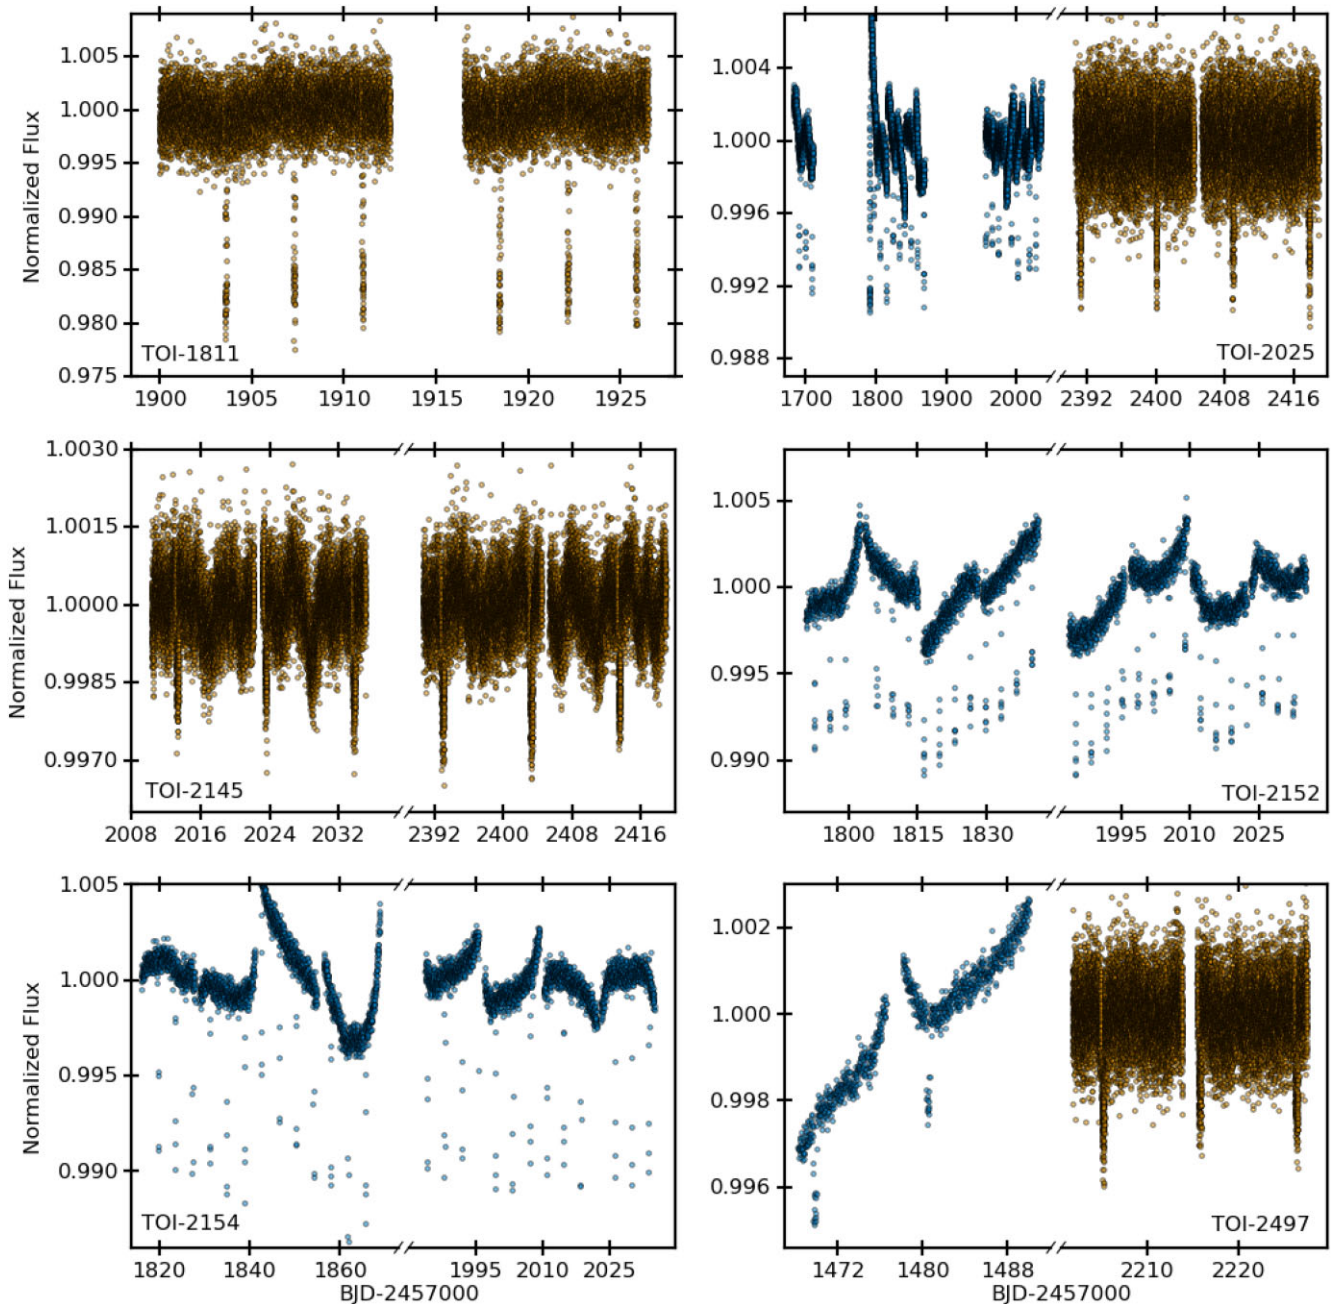 Normalized Flux
1.005
1.000
0.995
0.990
0.985
0.980
0.975
TOI-1811
1900 1905 1910 1915 1920 1925
1.004
1.000
0.996
0.992
0.988
TOI-2025
1700 1800 1900 2000 2392 2400 2408 2416
Normalized Flux
1.0030
1.0015
1.0000
0.9985
0.9970
TOI-2145
2008 2016 2024 2032 2392 2400 2408 2416
1.005
1.000
0.995
0.990
TOI-2152
1800 1815 1830 1995 2010 2025
Normalized Flux
1.005
1.000
0.995
0.990
TOI-2154
1820 1840 1860 1995 2010 2025
BJD-2457000
1.002
1.000
0.998
0.996
TOI-2497
1472 1480 1488 2210 2220
BJD-2457000